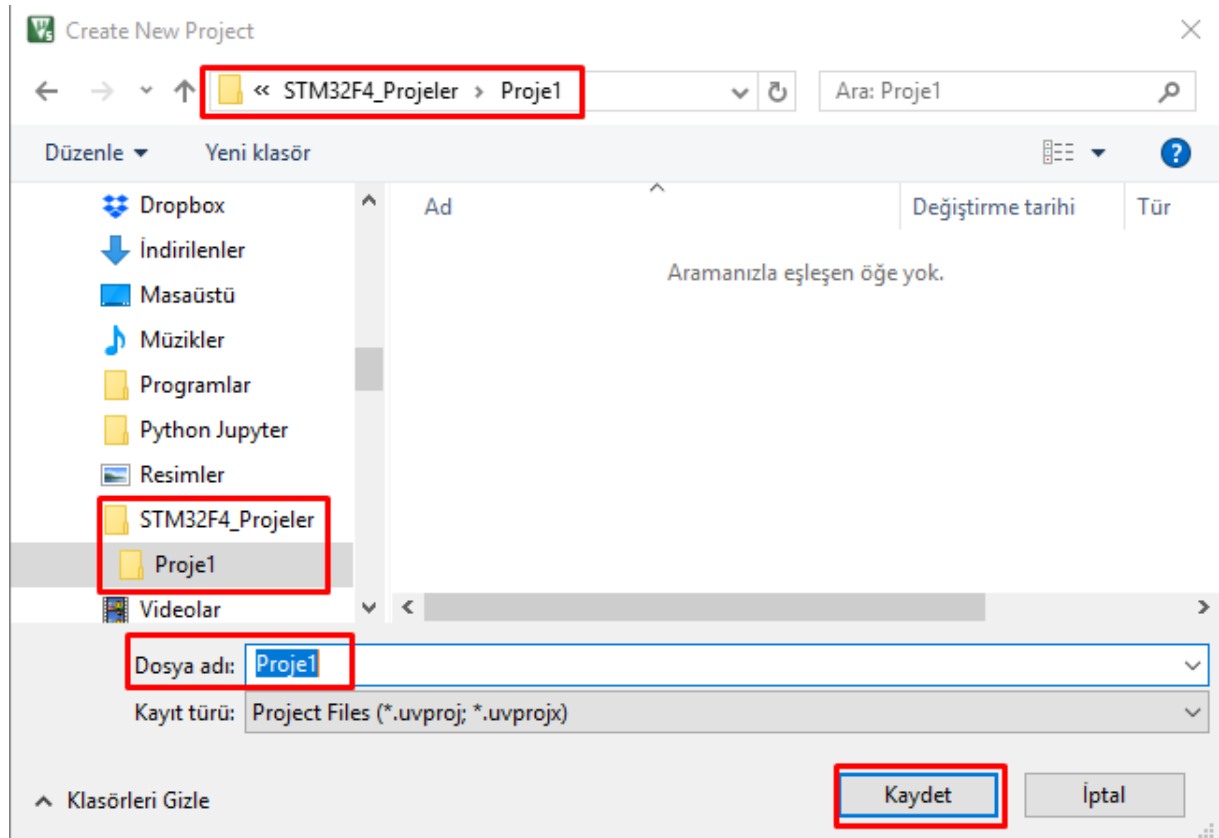 Create New Project
« STM32F4_Projeler › Proje1
Ara: Proje1
Düzenle
Yeni klasör
Dropbox
İndirilenler
Masaüstü
Müzikler
Programlar
Python Jupyter
Resimler
STM32F4_Projeler
Proje1
Videolar
Ad
Değiştirme tarihi
Tür
Aramanızla eşleşen öğe yok.
Dosya adı: Proje1
Kayıt türü: Project Files (*.uvproj; *.uvprojx)
Klasörleri Gizle
Kaydet
İptal